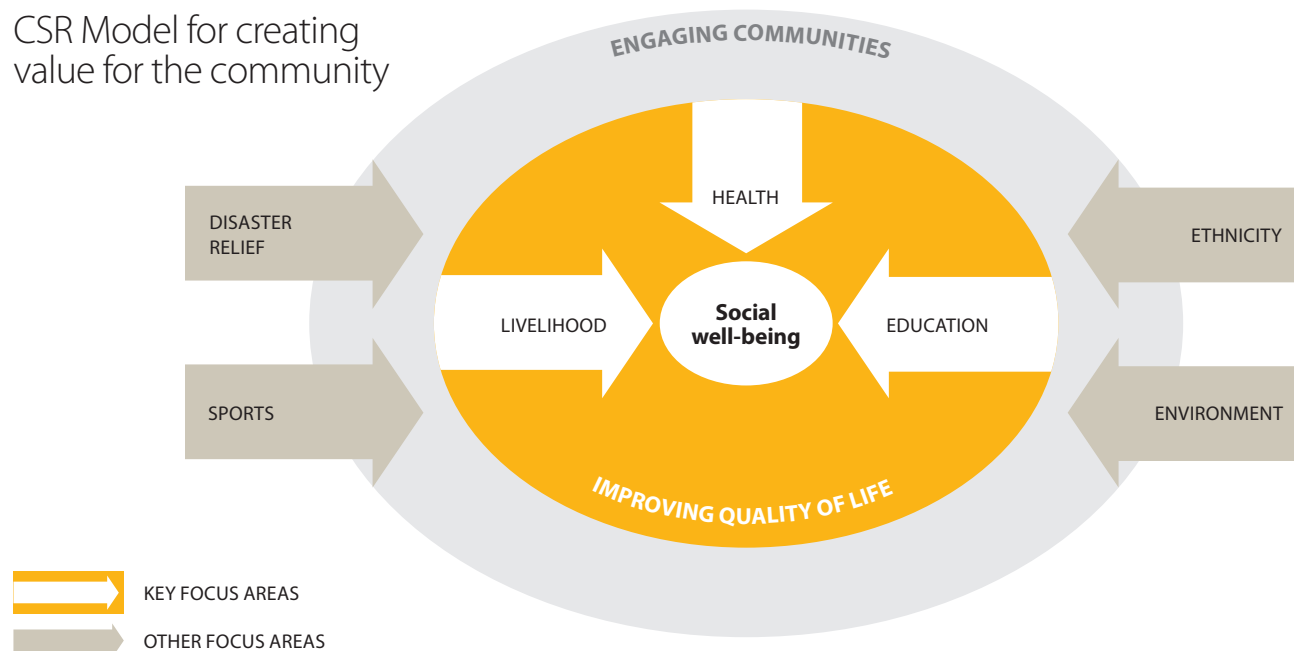 CSR Model for creating
value for the community
ENGAGING COMMUNITIES
HEALTH
DISASTER
RELIEF
ETHNICITY
LIVELIHOOD
Social
well-being
EDUCATION
SPORTS
ENVIRONMENT
IMPROVING QUALITY OF LIFE
KEY FOCUS AREAS
OTHER FOCUS AREAS